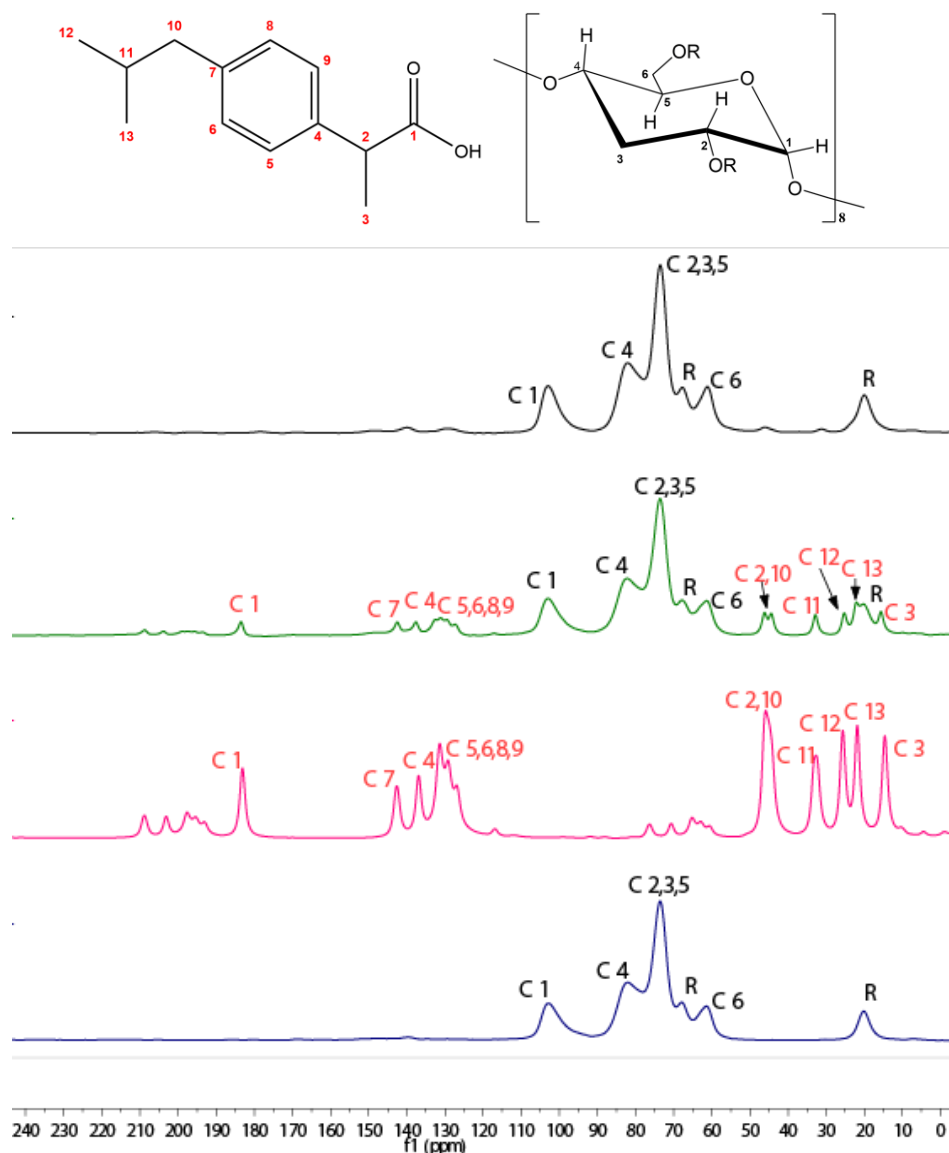 12
11
10
13
7
8
9
6
5
4
2
3
1
O
OH
H
4
O
6
OR
5
H
O
H
2
OR
3
1
H
O
8
C 1
C 4
C 2,3,5
R
C 6
R
C 1
C 7
C 4
C 5,6,8,9
C 1
C 4
C 2,3,5
R
C 6
C 2,10
C 11
C 12
C 13
R
C 3
C 1
C 7
C 4
C 5,6,8,9
C 2,10
C 11
C 12
C 13
C 3
C 1
C 4
C 2,3,5
R
C 6
R
240 230 220 210 200 190 180 170 160 150 140 130 120 110 100 90 80 70 60 50 40 30 20 10 0
f1 (ppm)